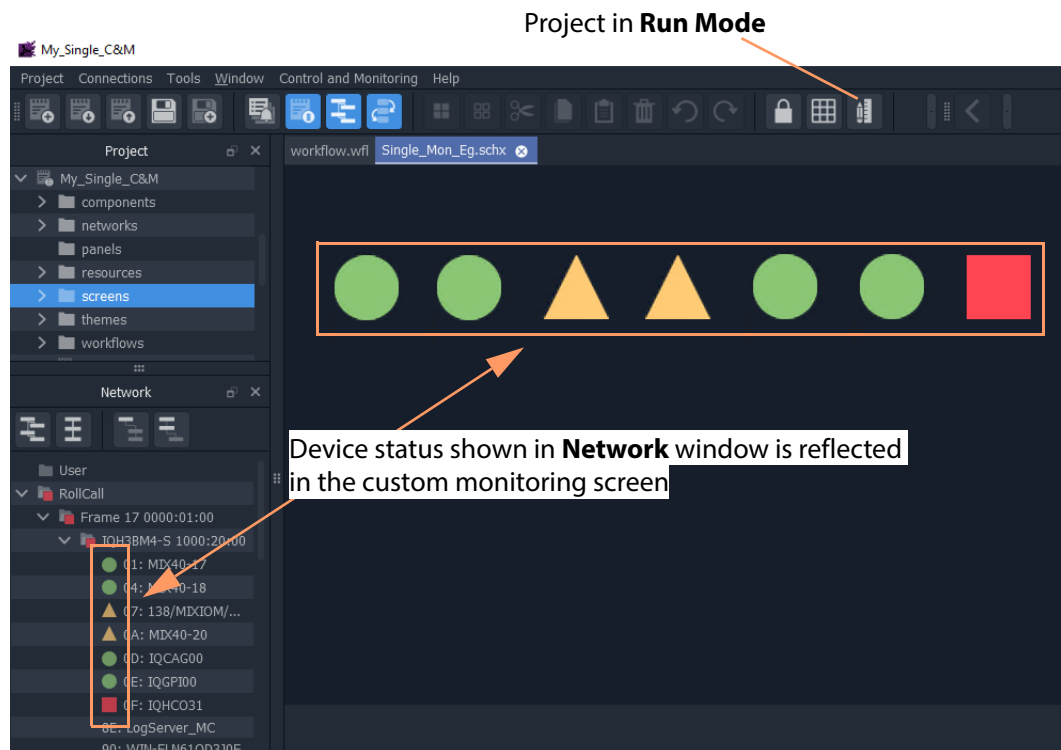 Project in Run Mode
My_Single_C&M
Project Connections Tools Window Control and Monitoring Help
Project
workflow.wfl Single_Mon_Eg.schx
My_Single_C&M
components
networks
panels
resources
screens
themes
workflows
Network
Device status shown in Network window is reflected
in the custom monitoring screen
User
RollCall
Frame 17 0000:01:00
IQH3BM4-S 1000:20:00
01: MIX40-17
04: MIX40-18
07: 138/MIXIOM/...
0A: MIX40-20
0D: IQCAG00
0E: IQGPI00
0F: IQHCO31
8E: LogServer_MC